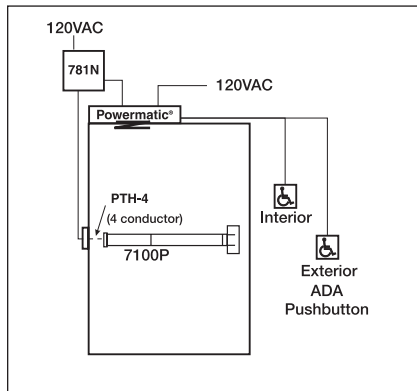 120VAC
781N
120VAC
Powermatic®
PTH-4
(4 conductor)
7100P
Interior
Exterior
ADA
Pushbutton